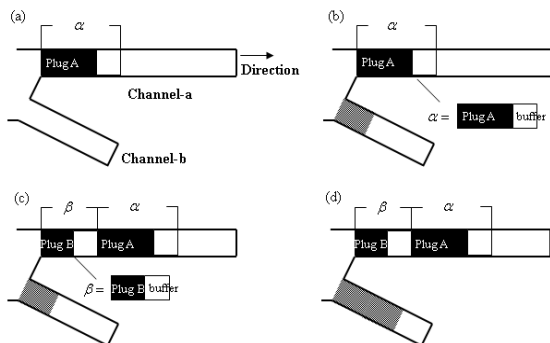 (a)
α
Plug A
Direction
Channel-a
Channel-b
(b)
α
Plug A
α = Plug A buffer
(c)
β α
Plug B Plug A
β = Plug B buffer
(d)
β α
Plug B Plug A